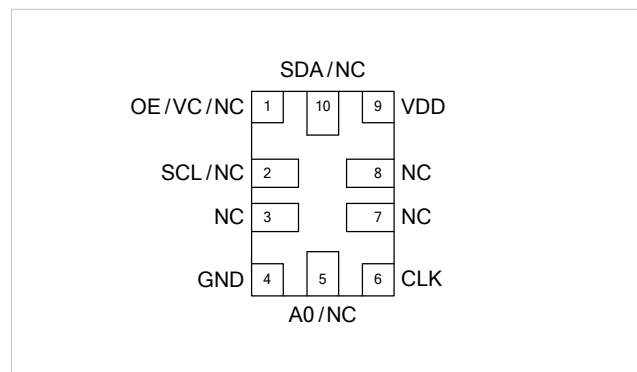 SDA/NC
OE/VC/NC 1 10 9 VDD
SCL/NC 2 8 NC
NC 3 7 NC
GND 4 5 6 CLK
A0/NC